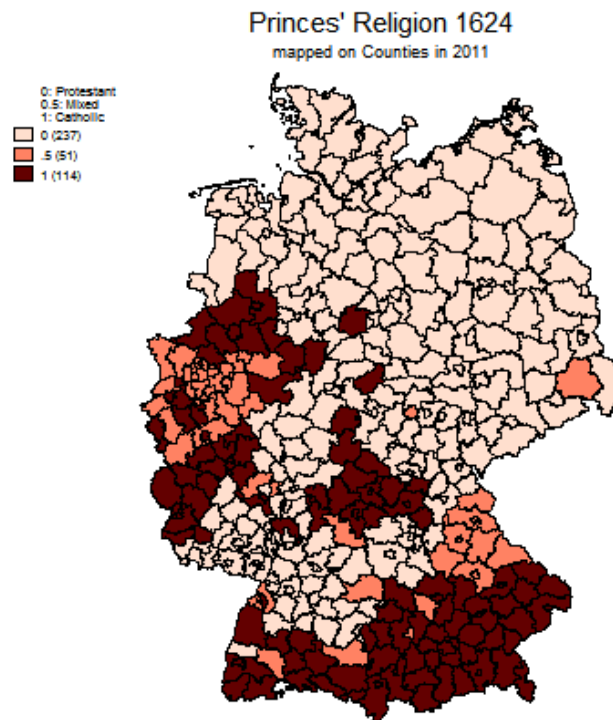 Princes' Religion 1624
mapped on Counties in 2011
0: Protestant
0.5: Mixed
1: Catholic
0 (237)
.5 (51)
1 (114)